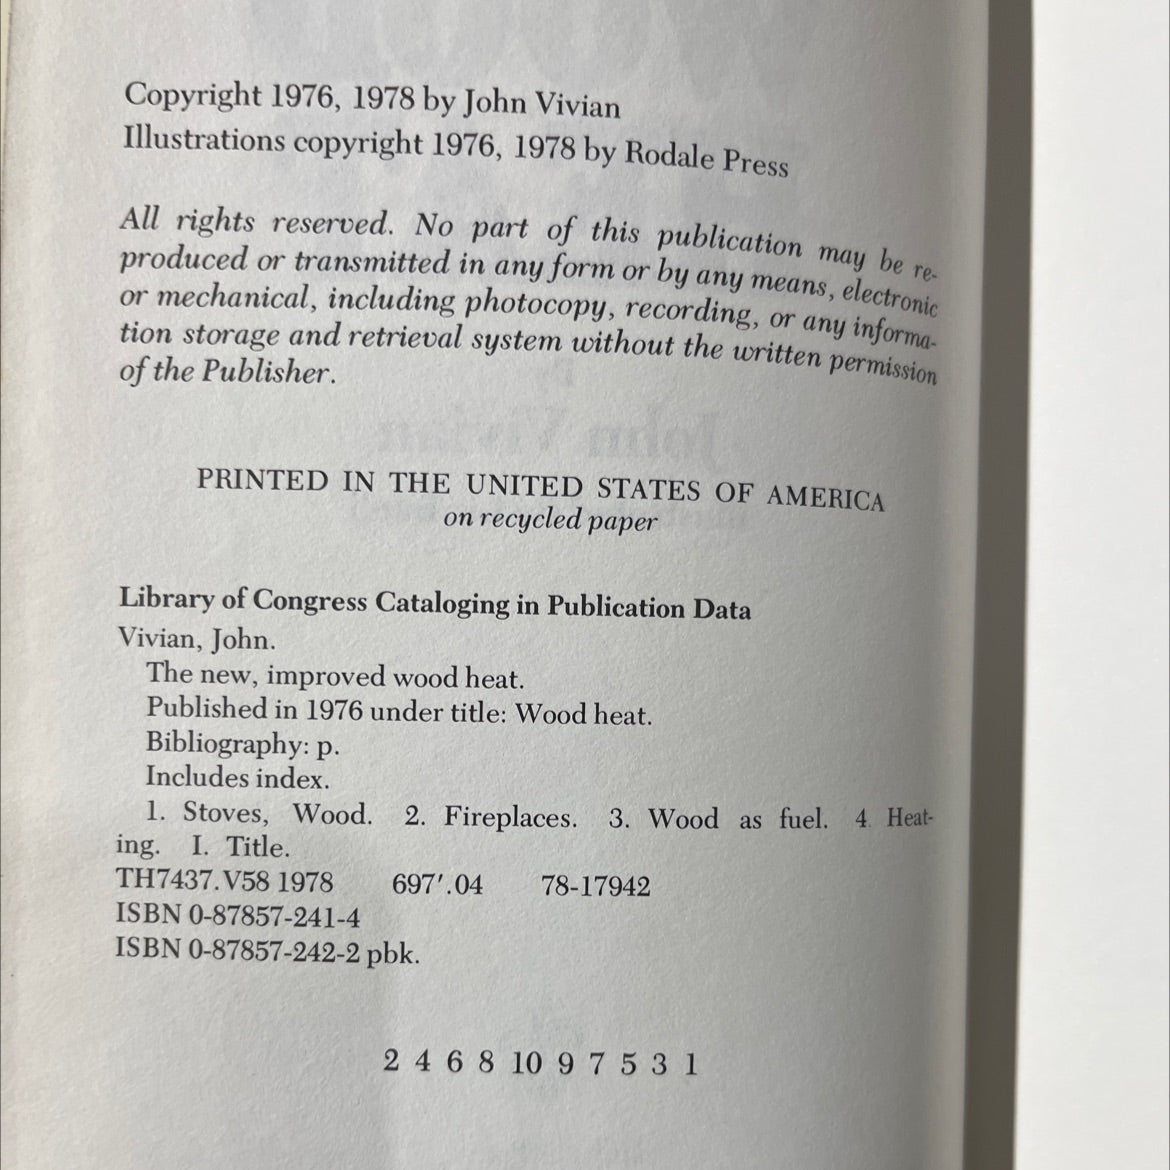 Copyright 1976, 1978 by John Vivian
Illustrations copyright 1976, 1978 by Rodale Press
All rights reserved. No part of this publication may be re-
produced or transmitted in any form or by any means, electronic
or mechanical, including photocopy, recording, or any informa-
tion storage and retrieval system without the written permission
of the Publisher.
PRINTED IN THE UNITED STATES OF AMERICA
on recycled paper
Library of Congress Cataloging in Publication Data
Vivian, John.
The new, improved wood heat.
Published in 1976 under title: Wood heat.
Bibliography: p.
Includes index.
1. Stoves, Wood. 2. Fireplaces. 3. Wood as fuel. 4. Heat-
ing. I. Title.
TH7437.V58 1978 697′.04 78-17942
ISBN 0-87857-241-4
ISBN 0-87857-242-2 pbk.
2 4 6 8 10 9 7 5 3 1